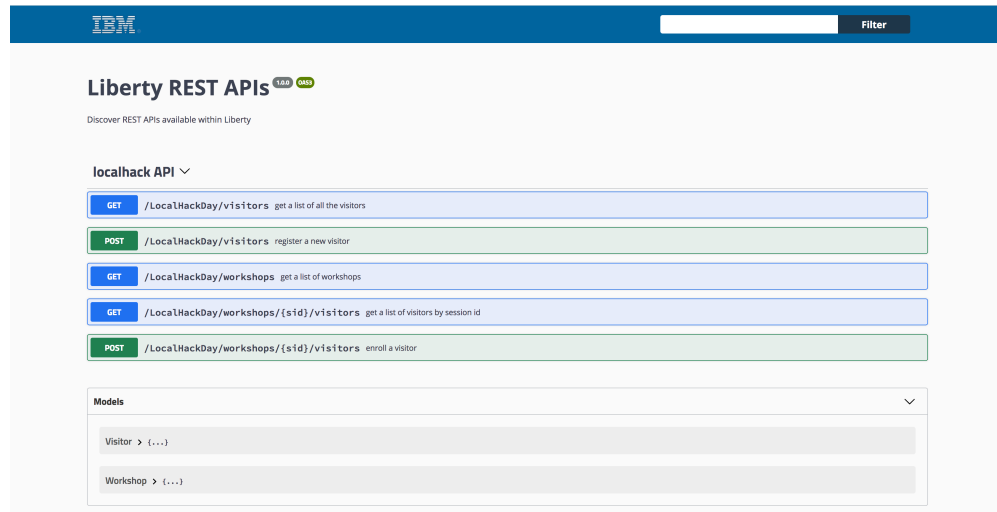 IBM
Filter
Liberty REST APIs 1.0.0 OAS3
Discover REST APIs available within Liberty
localhack API
GET /LocalHackDay/visitors get a list of all the visitors
POST /LocalHackDay/visitors register a new visitor
GET /LocalHackDay/workshops get a list of workshops
GET /LocalHackDay/workshops/{sid}/visitors get a list of visitors by session id
POST /LocalHackDay/workshops/{sid}/visitors enroll a visitor
Models
Visitor > {...}
Workshop > {...}